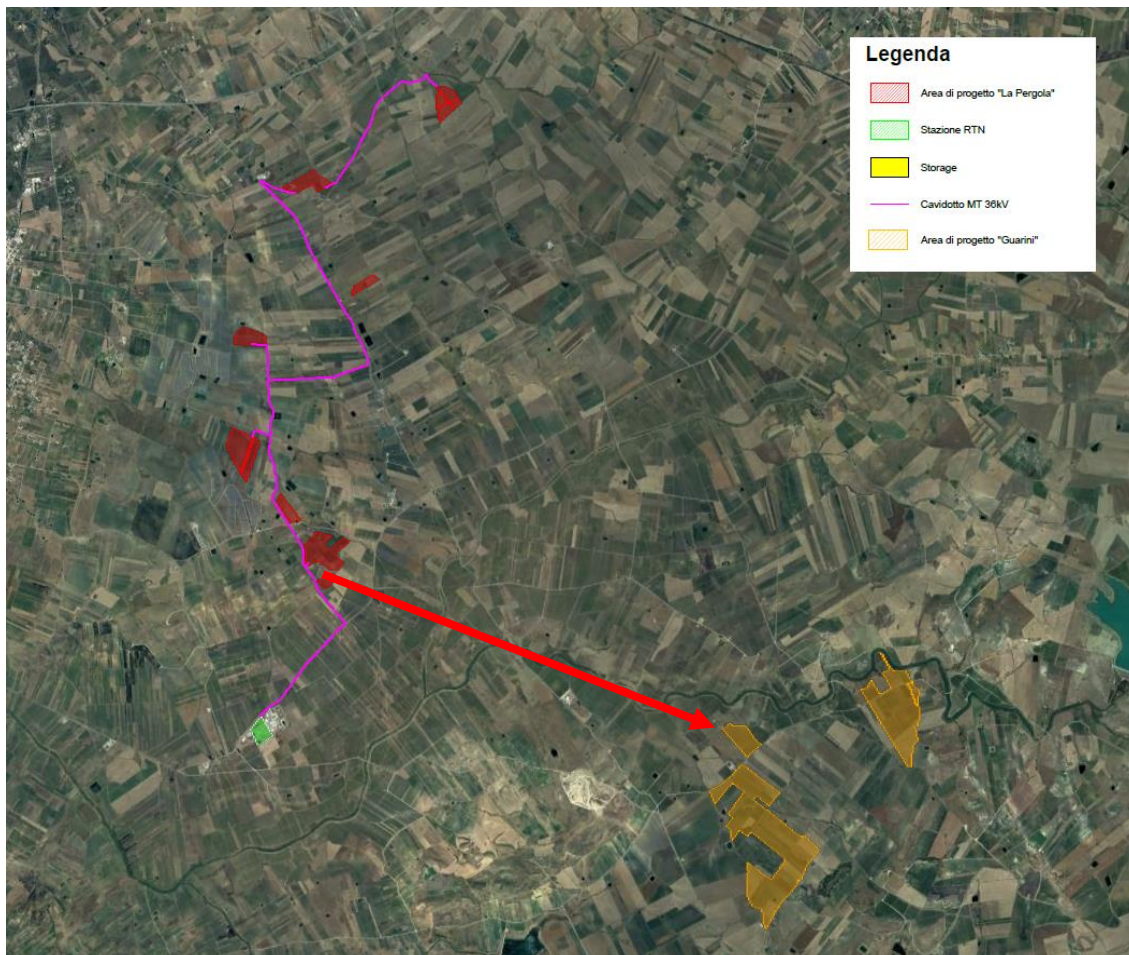 Legenda
Area di progetto "La Pergola"
Stazione RTN
Storage
Cavidotto MT 36kV
Area di progetto "Guarini"